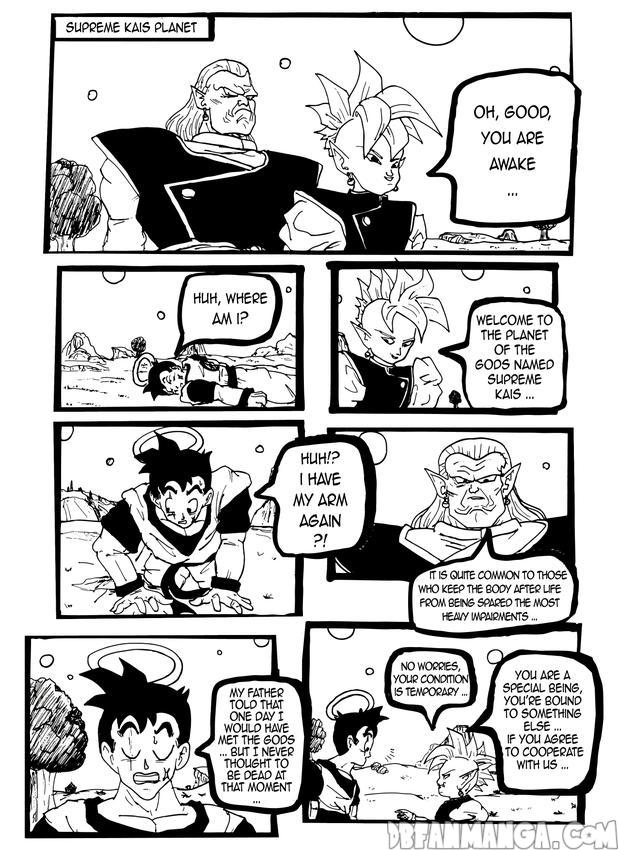 SUPREME KAIS PLANET
OH, GOOD,
YOU ARE
AWAKE
...
HUH, WHERE
AM I?
WELCOME TO
THE PLANET
OF THE
GODS NAMED
SUPREME
KAIS ...
HUH!?
I HAVE
MY ARM
AGAIN
?!
IT IS QUITE COMMON TO THOSE
WHO KEEP THE BODY AFTER LIFE
FROM BEING SPARED THE MOST
HEAVY IMPAIRMENTS ...
MY FATHER
TOLD THAT
ONE DAY I
WOULD HAVE
MET THE GODS
... BUT I NEVER
THOUGHT TO
BE DEAD AT
THAT MOMENT
...
NO WORRIES,
YOUR CONDITION
IS TEMPORARY ...
YOU ARE A
SPECIAL BEING,
YOU'RE BOUND
TO SOMETHING
ELSE ...
IF YOU AGREE
TO COOPERATE
WITH US ...
DBFANMANGA.COM